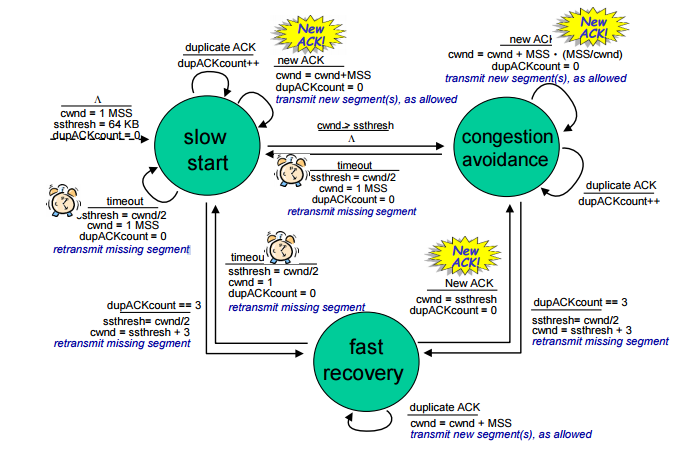 New
ACK!
duplicate ACK
dupACKcount++
new ACK
cwnd = cwnd+MSS
dupACKcount = 0
transmit new segment(s), as allowed
New
ACK!
new ACK
cwnd = cwnd + MSS • (MSS/cwnd)
dupACKcount = 0
transmit new segment(s), as allowed
Λ
cwnd = 1 MSS
ssthresh = 64 KB
dupACKcount = 0
slow
start
cwnd > ssthresh
Λ
congestion
avoidance
timeout
ssthresh = cwnd/2
cwnd = 1 MSS
dupACKcount = 0
retransmit missing segment
timeout
ssthresh = cwnd/2
cwnd = 1 MSS
dupACKcount = 0
retransmit missing segment
duplicate ACK
dupACKcount++
timeou
ssthresh = cwnd/2
cwnd = 1
dupACKcount = 0
retransmit missing segment
New
ACK!
New ACK
cwnd = ssthresh
dupACKcount = 0
dupACKcount == 3
ssthresh= cwnd/2
cwnd = ssthresh + 3
retransmit missing segment
dupACKcount == 3
ssthresh= cwnd/2
cwnd = ssthresh + 3
retransmit missing segment
fast
recovery
duplicate ACK
cwnd = cwnd + MSS
transmit new segment(s), as allowed